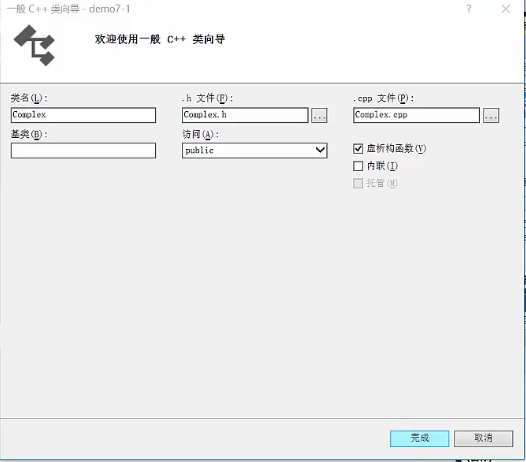 一般 C++ 类向导 - demo7-1
?
欢迎使用一般 C++ 类向导
类名(L): .h 文件(F): .cpp 文件(P):
Complex Complex.h ... Complex.cpp ...
基类(B): 访问(A):
public 虚析构函数(V)
内联(I)
托管(M)
完成 取消